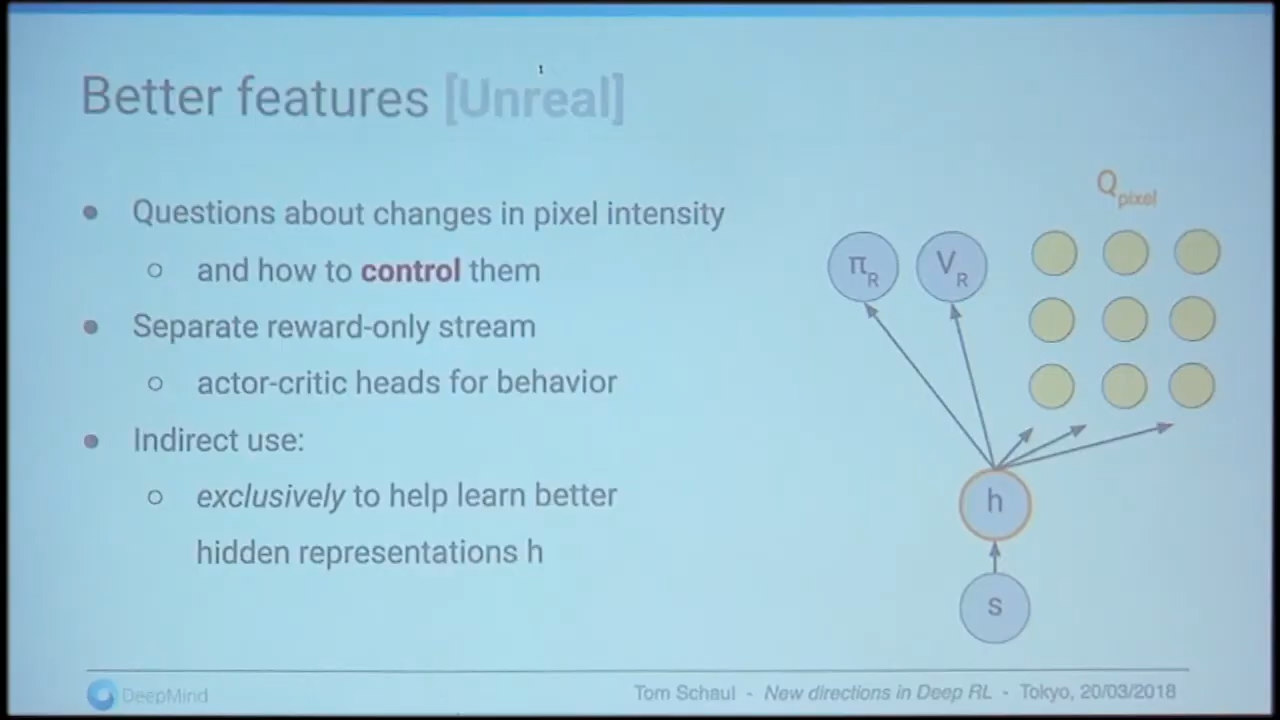 Better features [Unreal]
Q pixel
● Questions about changes in pixel intensity
○ and how to control them
π R V R
● Separate reward-only stream
○ actor-critic heads for behavior
● Indirect use:
○ exclusively to help learn better
hidden representations h
h
s
DeepMind
Tom Schaul - New directions in Deep RL - Tokyo, 20/03/2018